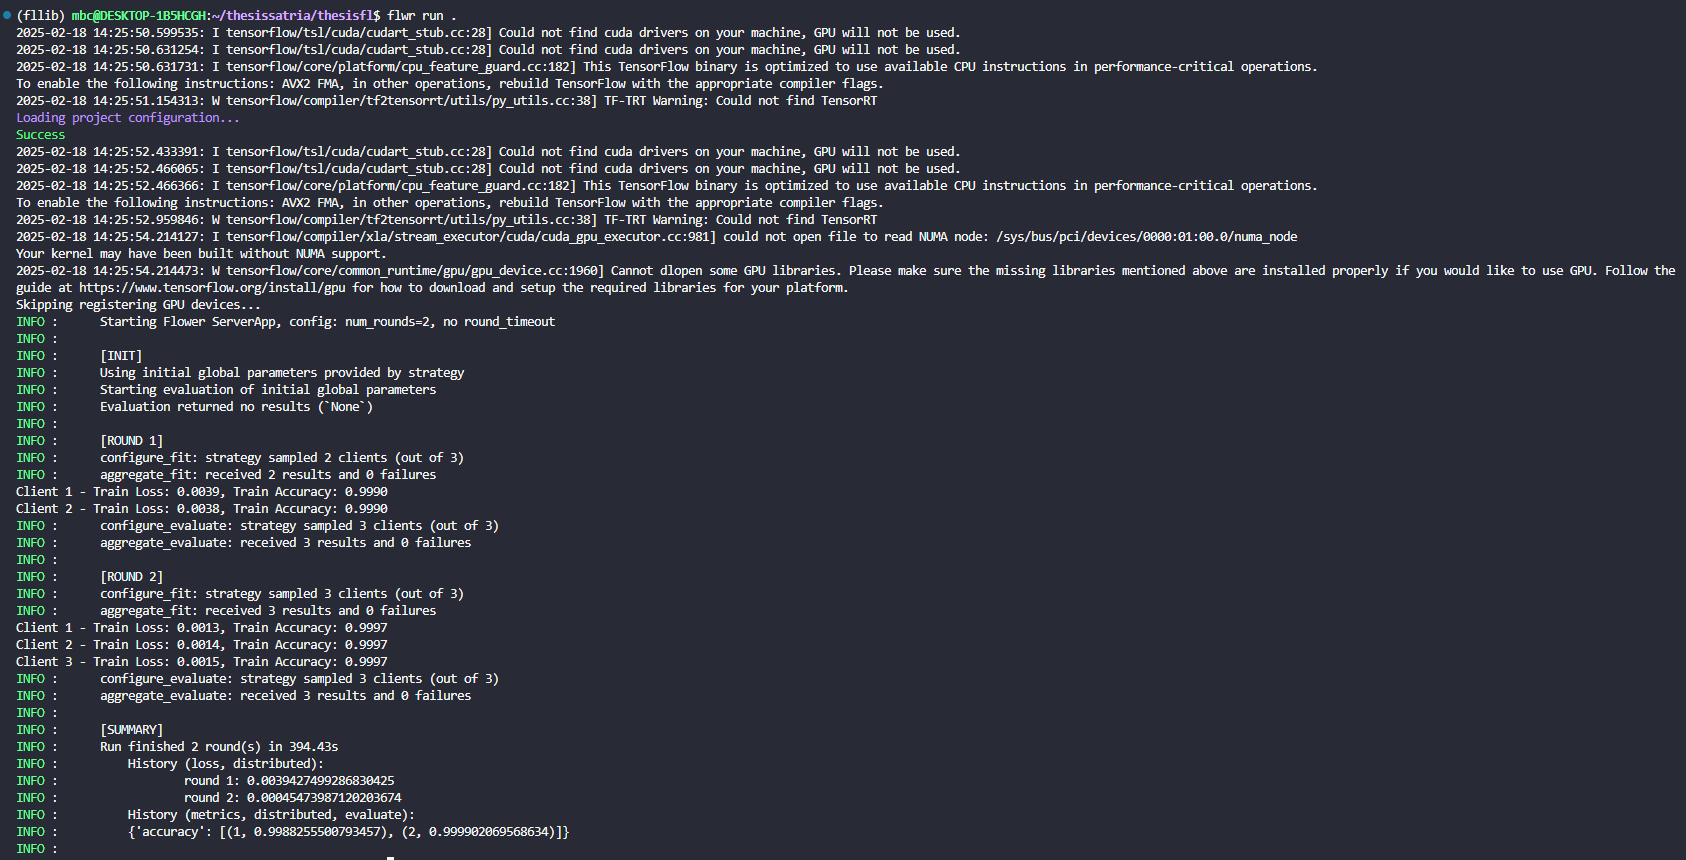 (fllib) mbc@DESKTOP-1B5HCGH:~/thesissatria/thesisfl$ flwr run .
2025-02-18 14:25:50.599535: I tensorflow/tsl/cuda/cudart_stub.cc:28] Could not find cuda drivers on your machine, GPU will not be used.
2025-02-18 14:25:50.631254: I tensorflow/tsl/cuda/cudart_stub.cc:28] Could not find cuda drivers on your machine, GPU will not be used.
2025-02-18 14:25:50.631731: I tensorflow/core/platform/cpu_feature_guard.cc:182] This TensorFlow binary is optimized to use available CPU instructions in performance-critical operations.
To enable the following instructions: AVX2 FMA, in other operations, rebuild TensorFlow with the appropriate compiler flags.
2025-02-18 14:25:51.154313: W tensorflow/compiler/tf2tensorrt/utils/py_utils.cc:38] TF-TRT Warning: Could not find TensorRT
Loading project configuration...
Success
2025-02-18 14:25:52.433391: I tensorflow/tsl/cuda/cudart_stub.cc:28] Could not find cuda drivers on your machine, GPU will not be used.
2025-02-18 14:25:52.466065: I tensorflow/tsl/cuda/cudart_stub.cc:28] Could not find cuda drivers on your machine, GPU will not be used.
2025-02-18 14:25:52.466366: I tensorflow/core/platform/cpu_feature_guard.cc:182] This TensorFlow binary is optimized to use available CPU instructions in performance-critical operations.
To enable the following instructions: AVX2 FMA, in other operations, rebuild TensorFlow with the appropriate compiler flags.
2025-02-18 14:25:52.959846: W tensorflow/compiler/tf2tensorrt/utils/py_utils.cc:38] TF-TRT Warning: Could not find TensorRT
2025-02-18 14:25:54.214127: I tensorflow/compiler/xla/stream_executor/cuda/cuda_gpu_executor.cc:981] could not open file to read NUMA node: /sys/bus/pci/devices/0000:01:00.0/numa_node
Your kernel may have been built without NUMA support.
2025-02-18 14:25:54.214473: W tensorflow/core/common_runtime/gpu/gpu_device.cc:1960] Cannot dlopen some GPU libraries. Please make sure the missing libraries mentioned above are installed properly if you would like to use GPU. Follow the
guide at https://www.tensorflow.org/install/gpu for how to download and setup the required libraries for your platform.
Skipping registering GPU devices...
INFO :      Starting Flower ServerApp, config: num_rounds=2, no round_timeout
INFO :
INFO :      [INIT]
INFO :      Using initial global parameters provided by strategy
INFO :      Starting evaluation of initial global parameters
INFO :      Evaluation returned no results (`None`)
INFO :
INFO :      [ROUND 1]
INFO :      configure_fit: strategy sampled 2 clients (out of 3)
INFO :      aggregate_fit: received 2 results and 0 failures
Client 1 - Train Loss: 0.0039, Train Accuracy: 0.9990
Client 2 - Train Loss: 0.0038, Train Accuracy: 0.9990
INFO :      configure_evaluate: strategy sampled 3 clients (out of 3)
INFO :      aggregate_evaluate: received 3 results and 0 failures
INFO :
INFO :      [ROUND 2]
INFO :      configure_fit: strategy sampled 3 clients (out of 3)
INFO :      aggregate_fit: received 3 results and 0 failures
Client 1 - Train Loss: 0.0013, Train Accuracy: 0.9997
Client 2 - Train Loss: 0.0014, Train Accuracy: 0.9997
Client 3 - Train Loss: 0.0015, Train Accuracy: 0.9997
INFO :      configure_evaluate: strategy sampled 3 clients (out of 3)
INFO :      aggregate_evaluate: received 3 results and 0 failures
INFO :
INFO :      [SUMMARY]
INFO :      Run finished 2 round(s) in 394.43s
INFO :          History (loss, distributed):
INFO :                  round 1: 0.0039427499286830425
INFO :                  round 2: 0.00045473987120203674
INFO :          History (metrics, distributed, evaluate):
INFO :          {'accuracy': [(1, 0.9988255500793457), (2, 0.999902069568634)]}
INFO :